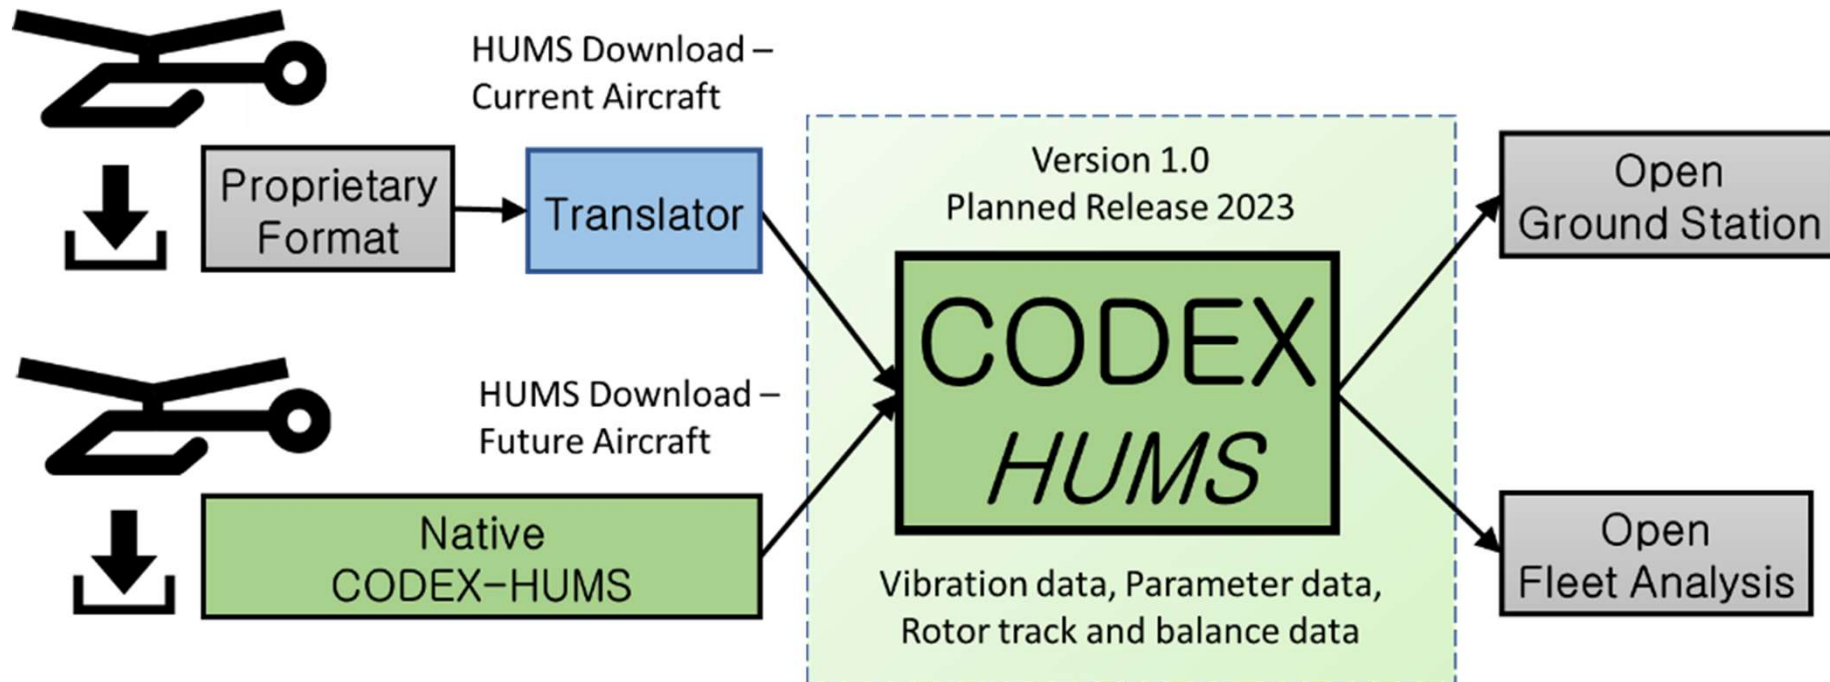 HUMS Download –
Current Aircraft
Proprietary
Format
Translator
HUMS Download –
Future Aircraft
Native
CODEX-HUMS
Version 1.0
Planned Release 2023
CODEX
HUMS
Vibration data, Parameter data,
Rotor track and balance data
Open
Ground Station
Open
Fleet Analysis